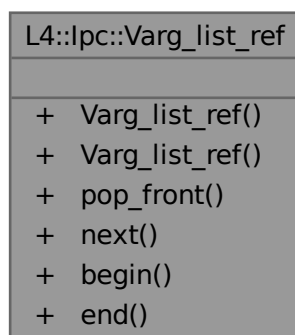 L4::Ipc::Varg_list_ref
+ Varg_list_ref()
+ Varg_list_ref()
+ pop_front()
+ next()
+ begin()
+ end()